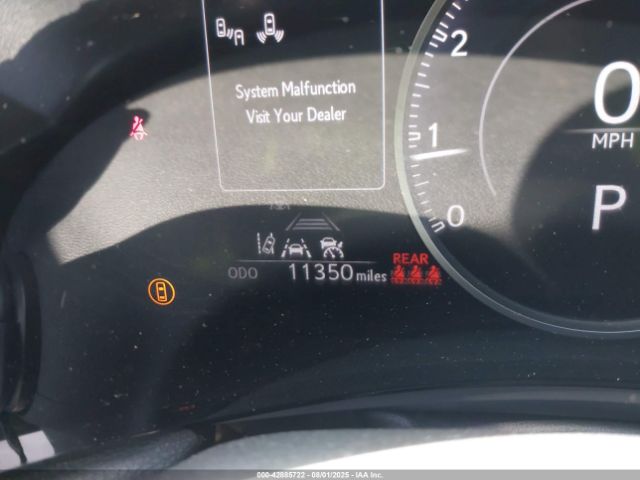 2
A
System Malfunction
Visit Your Dealer
0
1
MPH
0
P
REAR
ODO 11350 miles
000-42885722 - 08/01/2025 - IAA Inc.